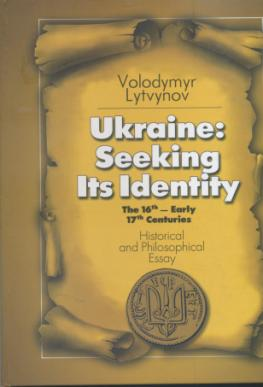 Volodymyr
Lytvynov
Ukraine:
Seeking
Its Identity
The 16th — Early
17th Centuries
Historical
and Philosophical
Essay